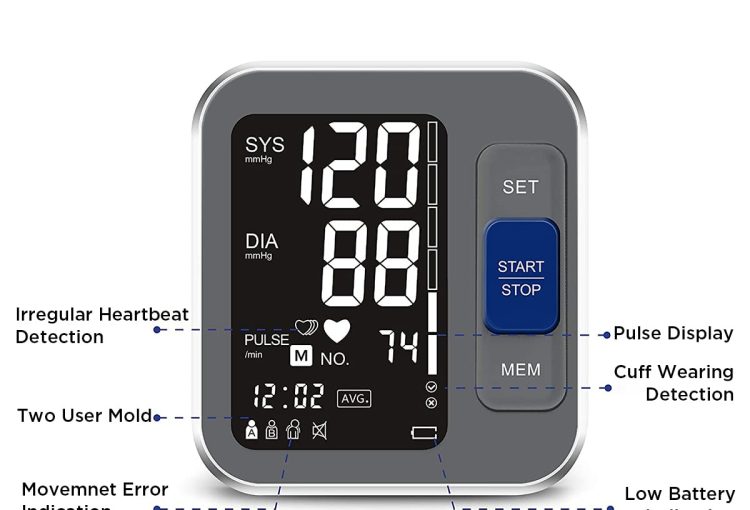 SYS
mmHg
120
DIA
mmHg
88
PULSE
/min
M NO.
74
12:02 AVG.
A B
SET
START
STOP
MEM
Irregular Heartbeat
Detection
Two User Mold
Movemnet Error
Indication
Pulse Display
Cuff Wearing
Detection
Low Battery